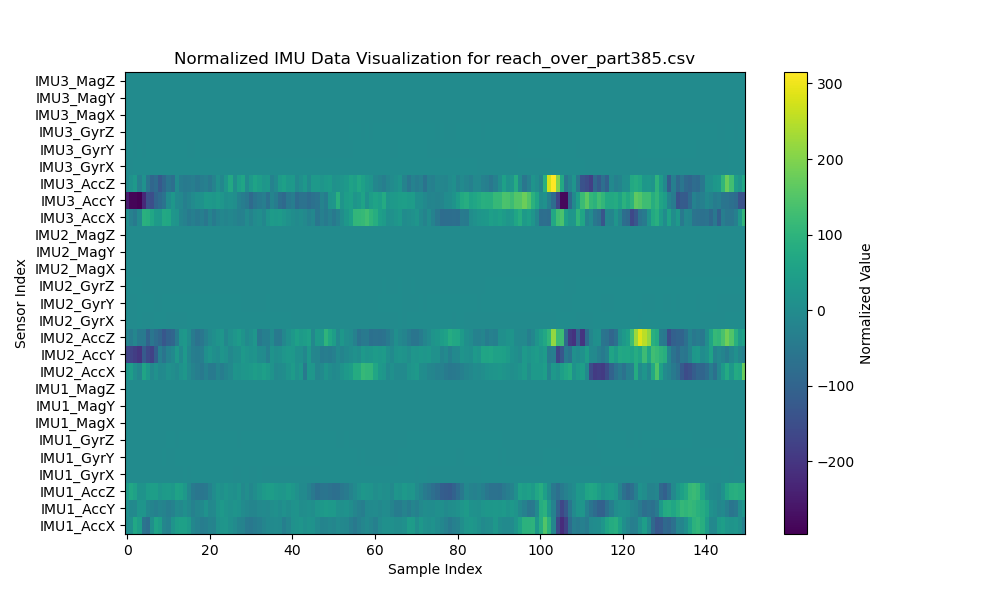 Normalized IMU Data Visualization for reach_over_part385.csv
IMU3_MagZ
IMU3_MagY
IMU3_MagX
IMU3_GyrZ
IMU3_GyrY
IMU3_GyrX
IMU3_AccZ
IMU3_AccY
IMU3_AccX
IMU2_MagZ
IMU2_MagY
IMU2_MagX
IMU2_GyrZ
IMU2_GyrY
IMU2_GyrX
IMU2_AccZ
IMU2_AccY
IMU2_AccX
IMU1_MagZ
IMU1_MagY
IMU1_MagX
IMU1_GyrZ
IMU1_GyrY
IMU1_GyrX
IMU1_AccZ
IMU1_AccY
IMU1_AccX
Sensor Index
0 20 40 60 80 100 120 140
Sample Index
300
200
100
0
−100
−200
Normalized Value